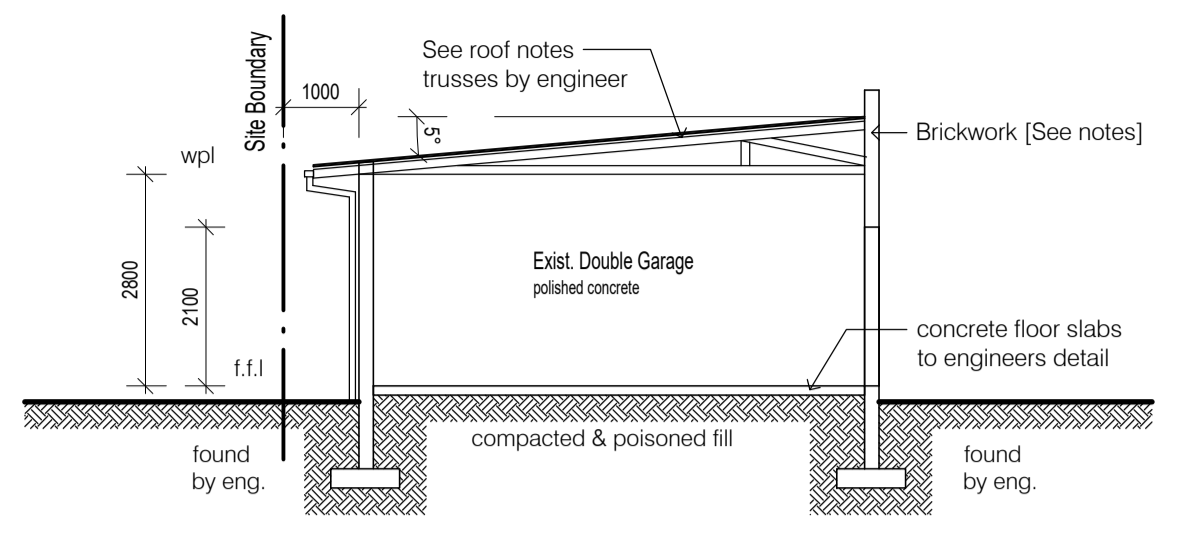 Site Boundary
1000
See roof notes
trusses by engineer
5°
wpl
Brickwork [See notes]
2800
2100
Exist. Double Garage
polished concrete
concrete floor slabs
to engineers detail
f.f.l
compacted & poisoned fill
found
by eng.
found
by eng.